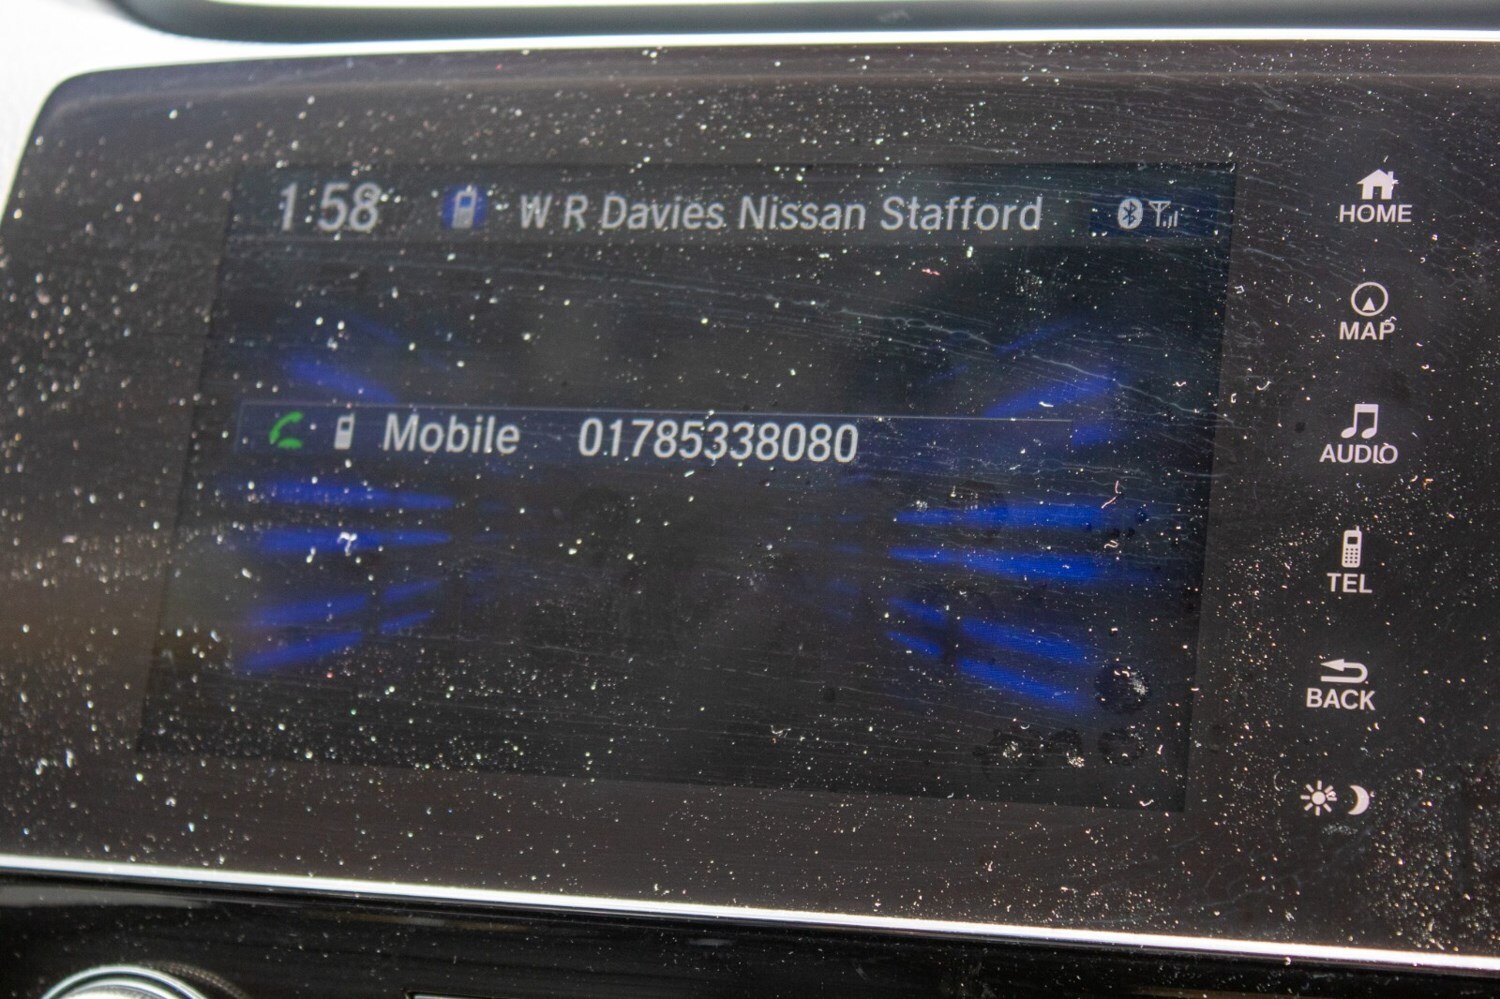 1:58 W R Davies Nissan Stafford
Mobile 01785338080
HOME
MAP
AUDIO
TEL
BACK